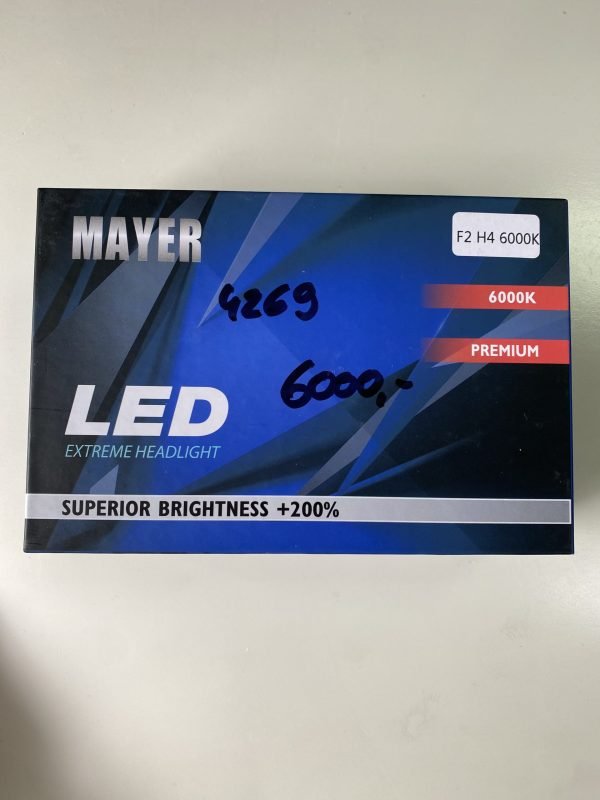 MAYER
F2 H4 6000K
4269
6000K
PREMIUM
6000,-
LED
EXTREME HEADLIGHT
SUPERIOR BRIGHTNESS +200%